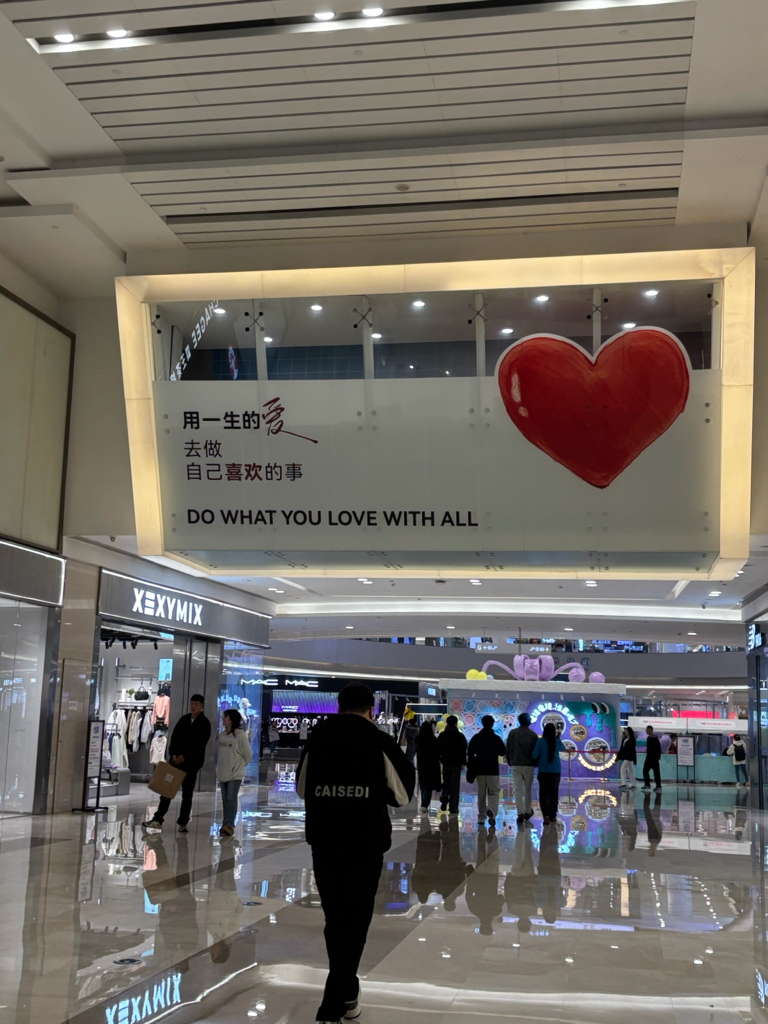 CHAGEE
用一生的爱
去做
自己喜欢的事
DO WHAT YOU LOVE WITH ALL
XEXYMIX
MAC MAC
CAISEDI
XEXYMIX